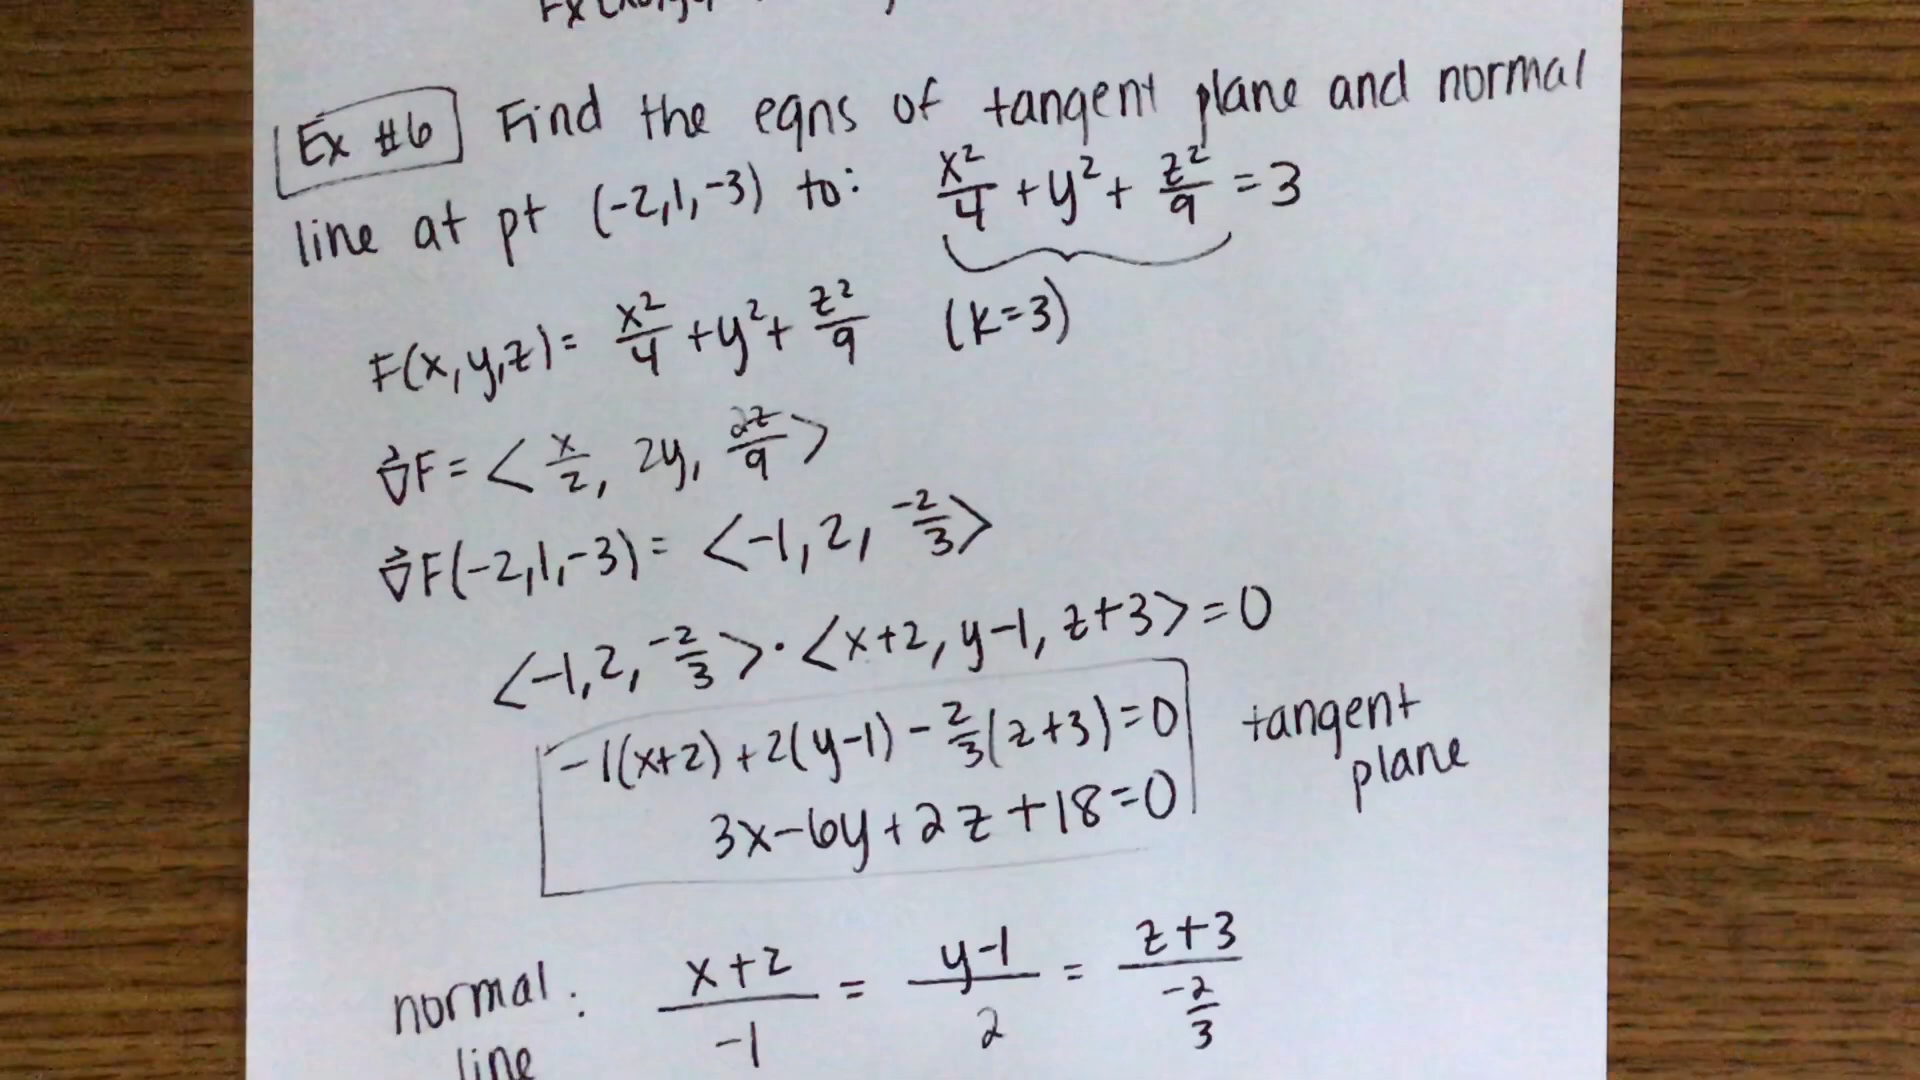 Ex #6 Find the eqns of tangent plane and normal
line at pt (-2,1,-3) to: x²/4 + y² + z²/9 = 3
F(x,y,z) = x²/4 + y² + z²/9 (k=3)
∇⃗F = <x/2, 2y, 2z/9>
∇⃗F(-2,1,-3) = <-1, 2, -2/3>
<-1, 2, -2/3> · <x+2, y-1, z+3> = 0
-1(x+2) + 2(y-1) - 2/3(z+3) = 0 tangent
plane
3x-6y+2z+18=0
normal : x+2/-1 = y-1/2 = z+3/(-2/3)
line